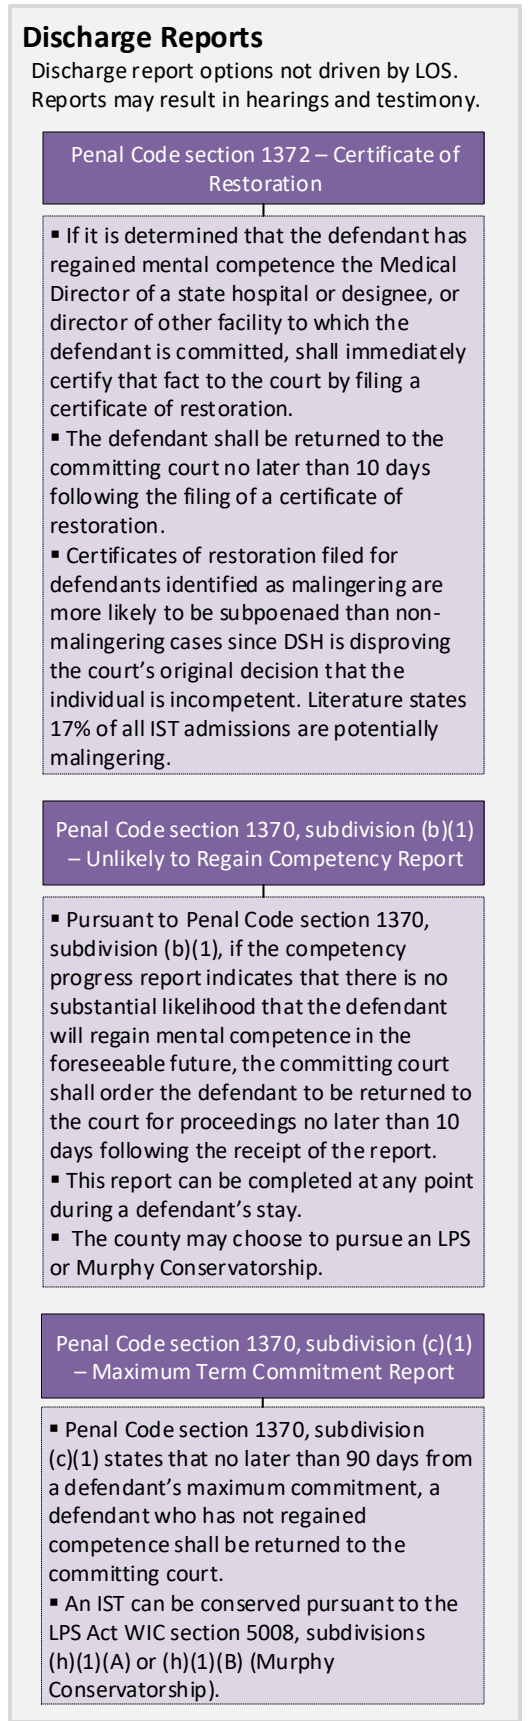 Discharge Reports
Discharge report options not driven by LOS.
Reports may result in hearings and testimony.
Penal Code section 1372 – Certificate of
Restoration
▪ If it is determined that the defendant has
regained mental competence the Medical
Director of a state hospital or designee, or
director of other facility to which the
defendant is committed, shall immediately
certify that fact to the court by filing a
certificate of restoration.
▪ The defendant shall be returned to the
committing court no later than 10 days
following the filing of a certificate of
restoration.
▪ Certificates of restoration filed for
defendants identified as malingering are
more likely to be subpoenaed than non-
malingering cases since DSH is disproving
the court’s original decision that the
individual is incompetent. Literature states
17% of all IST admissions are potentially
malingering.
Penal Code section 1370, subdivision (b)(1)
– Unlikely to Regain Competency Report
▪ Pursuant to Penal Code section 1370,
subdivision (b)(1), if the competency
progress report indicates that there is no
substantial likelihood that the defendant
will regain mental competence in the
foreseeable future, the committing court
shall order the defendant to be returned to
the court for proceedings no later than 10
days following the receipt of the report.
▪ This report can be completed at any point
during a defendant’s stay.
▪ The county may choose to pursue an LPS
or Murphy Conservatorship.
Penal Code section 1370, subdivision (c)(1)
– Maximum Term Commitment Report
▪ Penal Code section 1370, subdivision
(c)(1) states that no later than 90 days from
a defendant’s maximum commitment, a
defendant who has not regained
competence shall be returned to the
committing court.
▪ An IST can be conserved pursuant to the
LPS Act WIC section 5008, subdivisions
(h)(1)(A) or (h)(1)(B) (Murphy
Conservatorship).